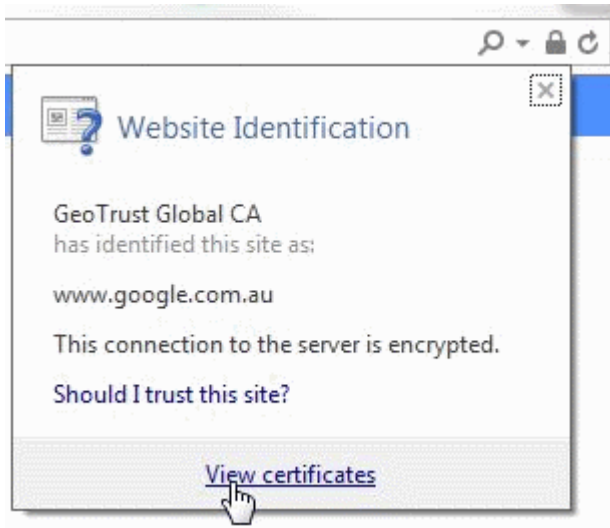 Website Identification
GeoTrust Global CA
has identified this site as:
www.google.com.au
This connection to the server is encrypted.
Should I trust this site?
View certificates